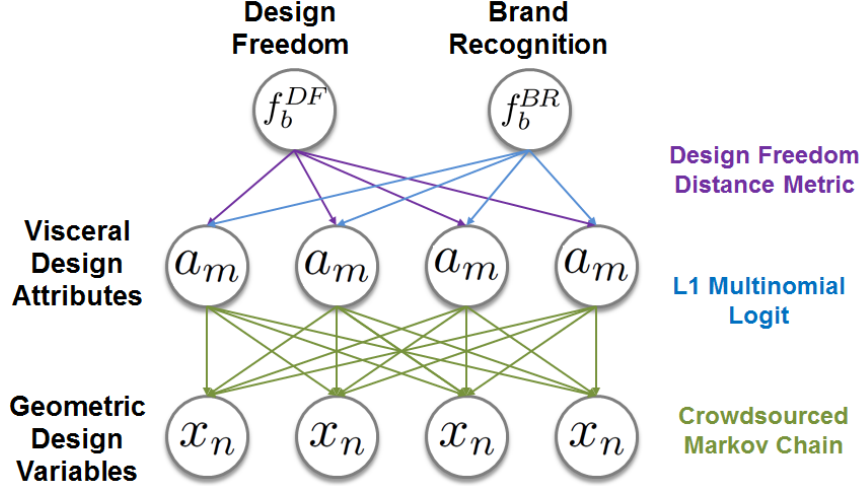 Design
Freedom
Brand
Recognition
f_b^{DF}
f_b^{BR}
Design Freedom
Distance Metric
Visceral
Design
Attributes
a_m
a_m
a_m
a_m
L1 Multinomial
Logit
Geometric
Design
Variables
x_n
x_n
x_n
x_n
Crowdsourced
Markov Chain